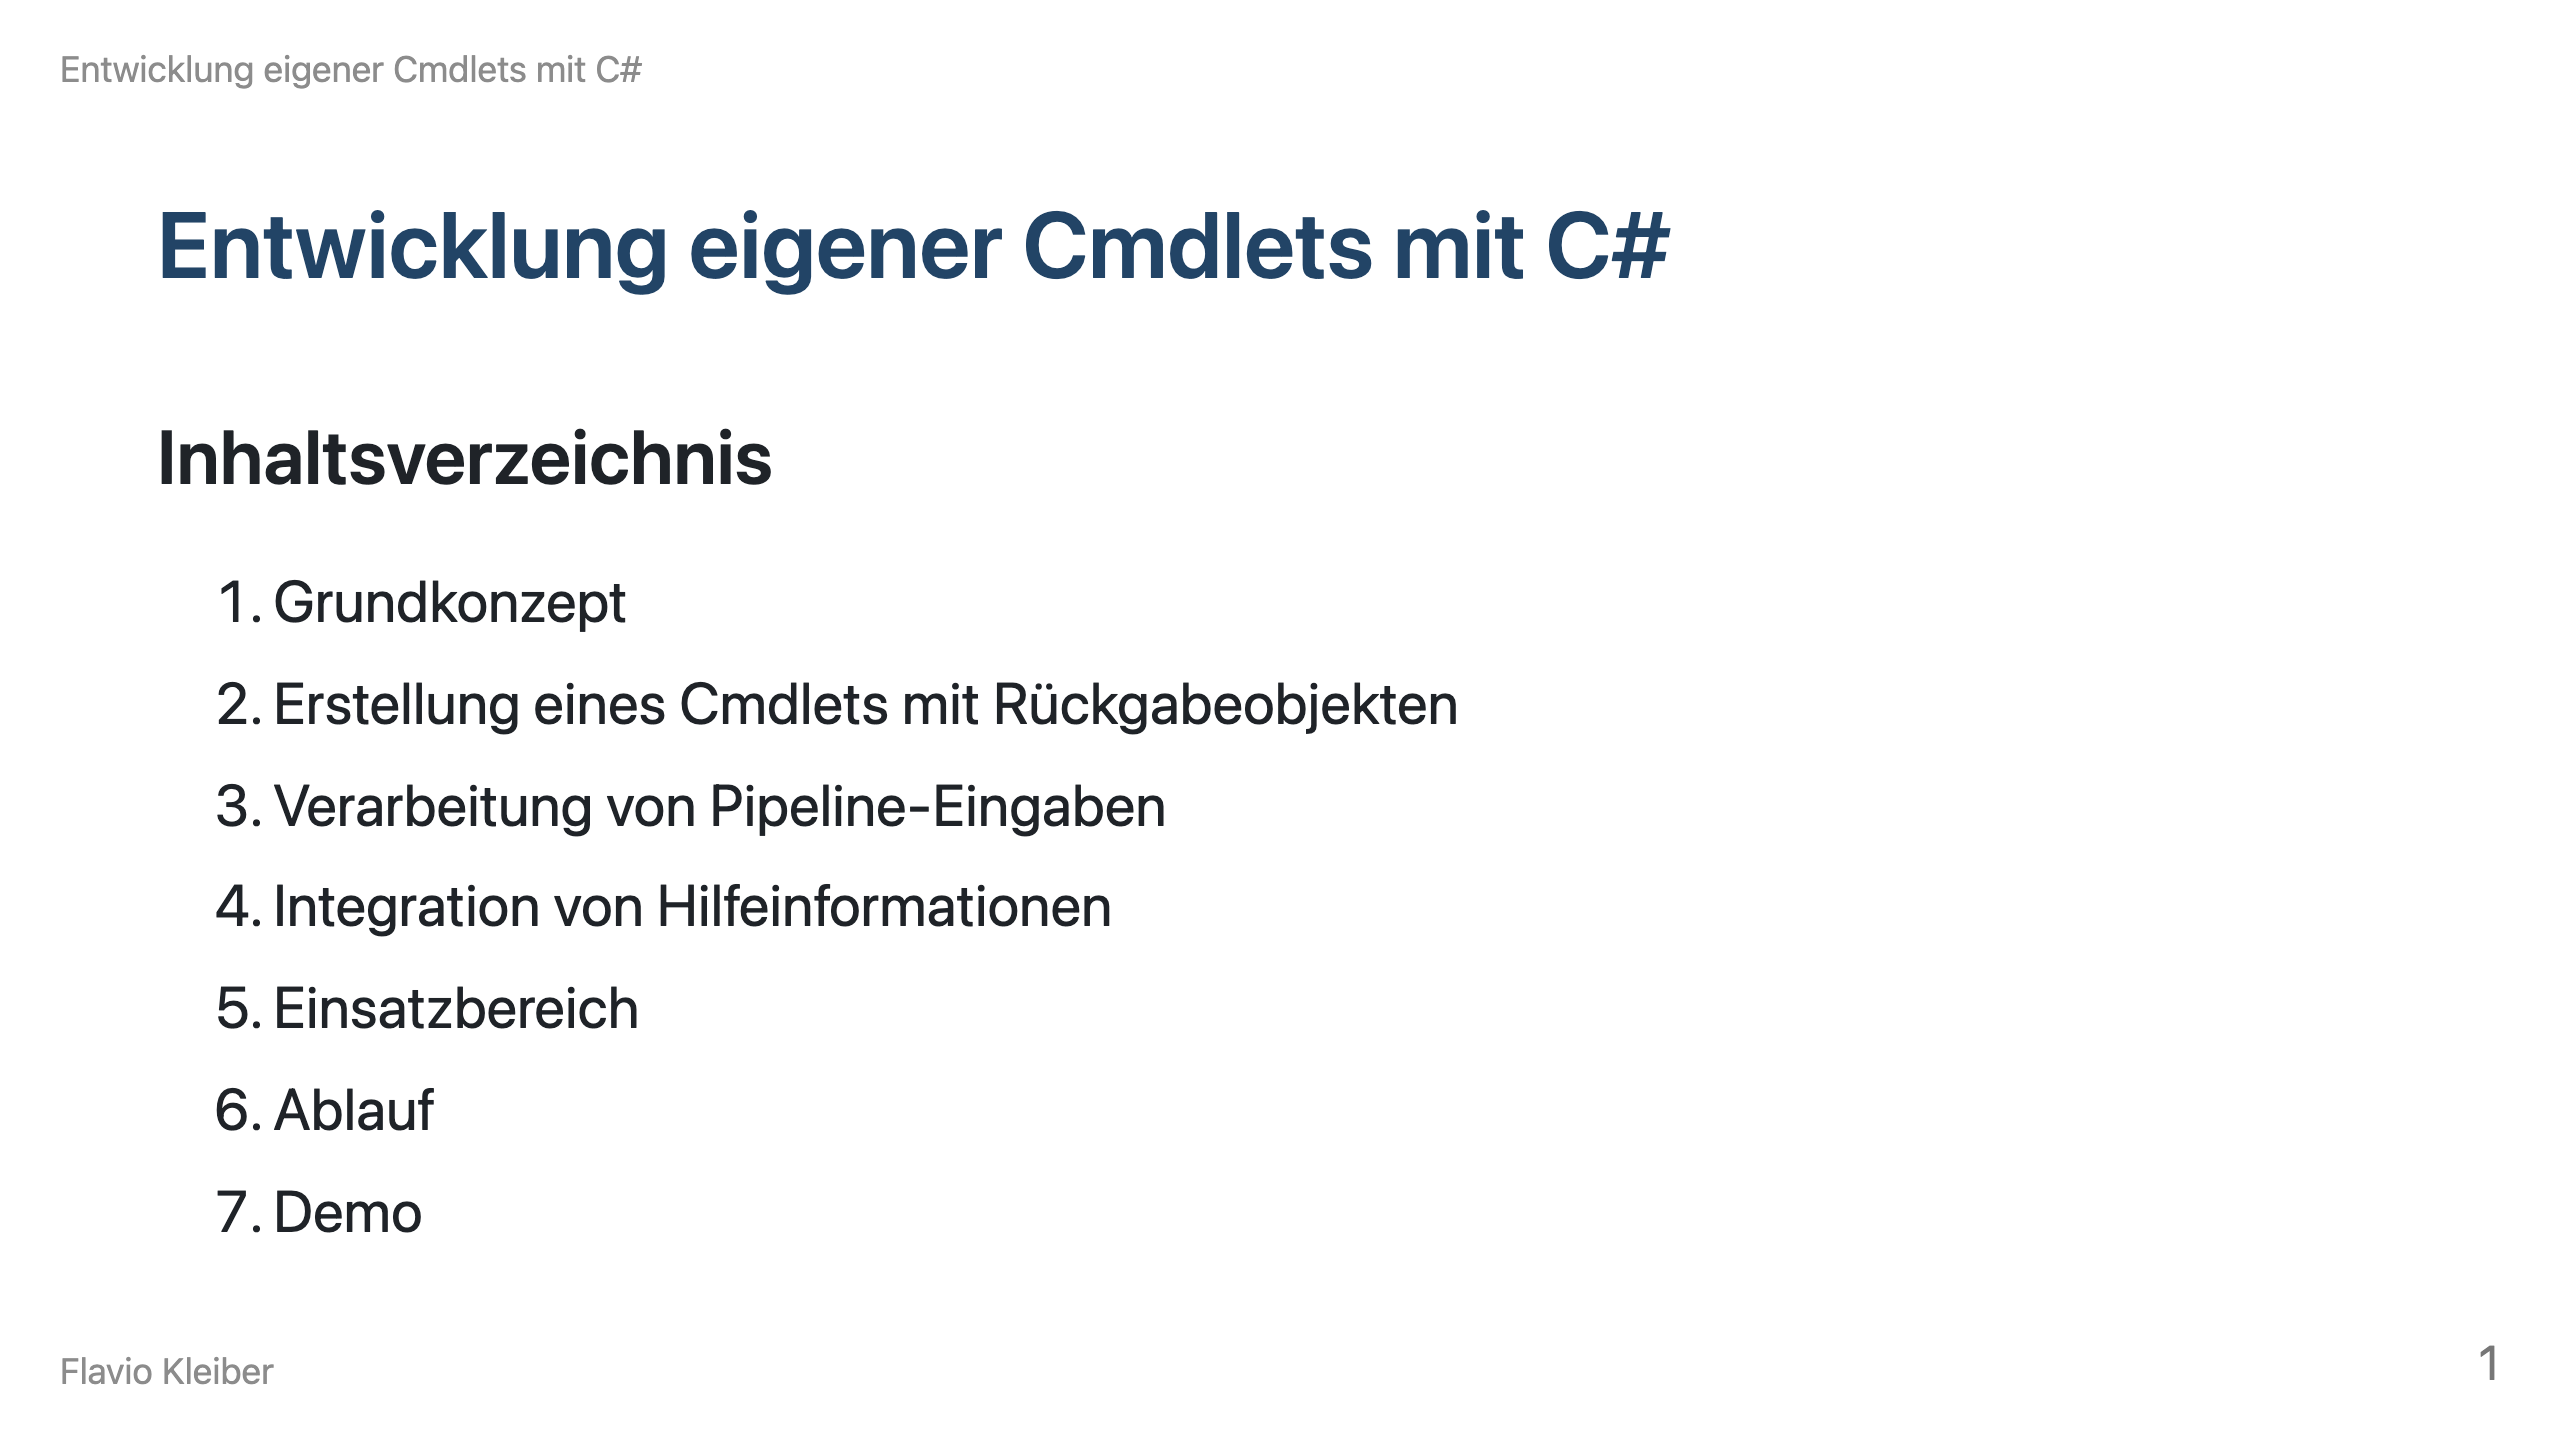 Entwicklung eigener Cmdlets mit C#
Entwicklung eigener Cmdlets mit C#
Inhaltsverzeichnis
1. Grundkonzept
2. Erstellung eines Cmdlets mit Rückgabeobjekten
3. Verarbeitung von Pipeline-Eingaben
4. Integration von Hilfeinformationen
5. Einsatzbereich
6. Ablauf
7. Demo
Flavio Kleiber
1